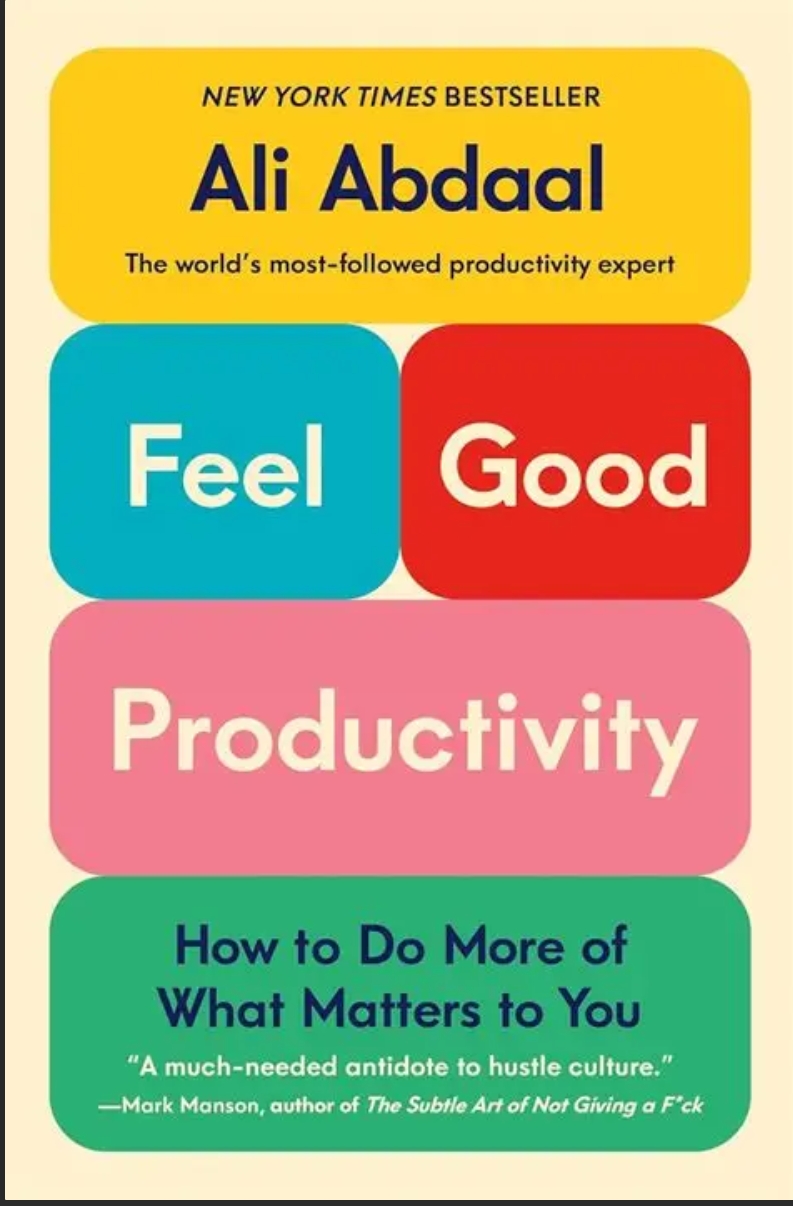 NEW YORK TIMES BESTSELLER
Ali Abdaal
The world's most-followed productivity expert
Feel Good
Productivity
How to Do More of
What Matters to You
“A much-needed antidote to hustle culture.”
—Mark Manson, author of The Subtle Art of Not Giving a F*ck